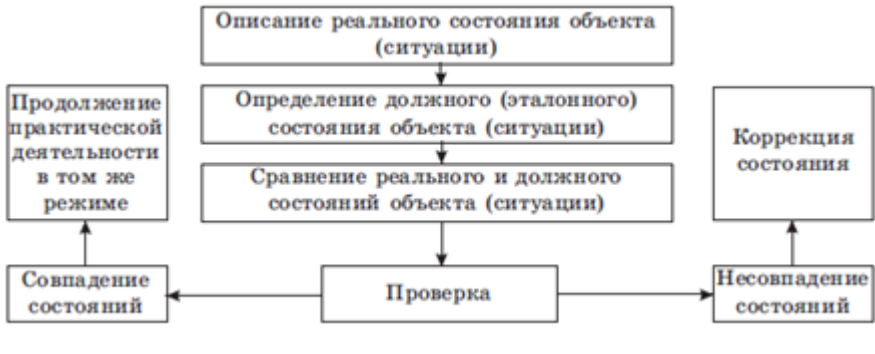 Описание реального состояния объекта
(ситуации)
Определение должного (эталонного)
состояния объекта (ситуации)
Сравнение реального и должного
состояний объекта (ситуации)
Продолжение
практической
деятельности
в том же
режиме
Коррекция
состояния
Совпадение
состояний
Проверка
Несовпадение
состояний